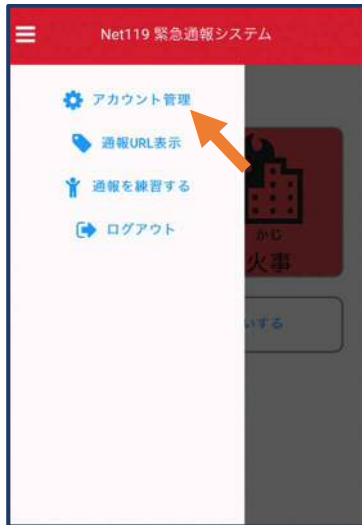 Net119 緊急通報システム
アカウント管理
通報URL表示
通報を練習する
ログアウト
かじ
火事
いする